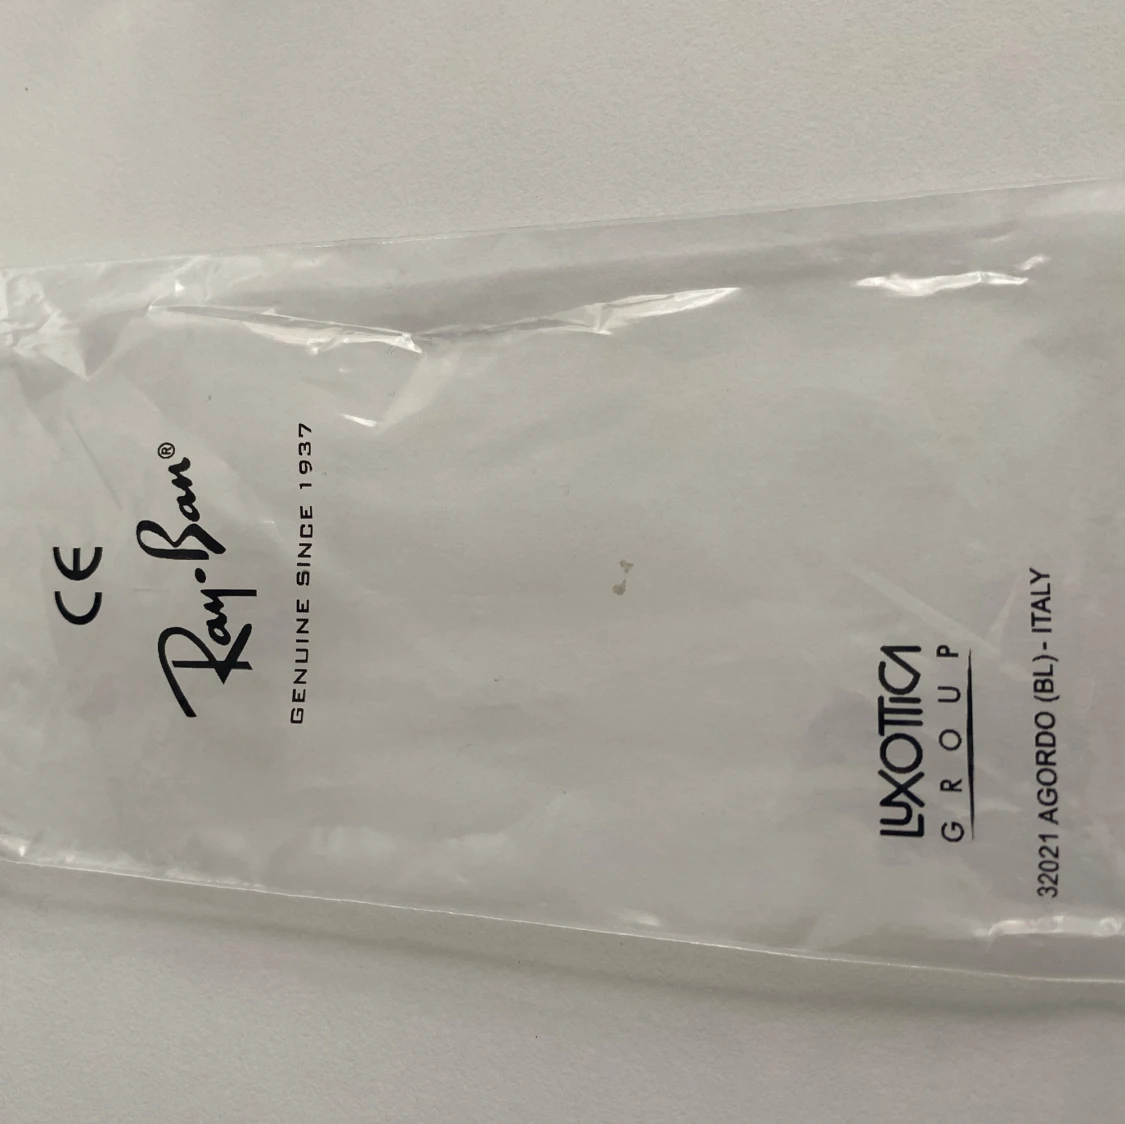 CE
Ray-Ban®
GENUINE SINCE 1937
LUXOTTICA
GROUP
32021 AGORDO (BL) - ITALY